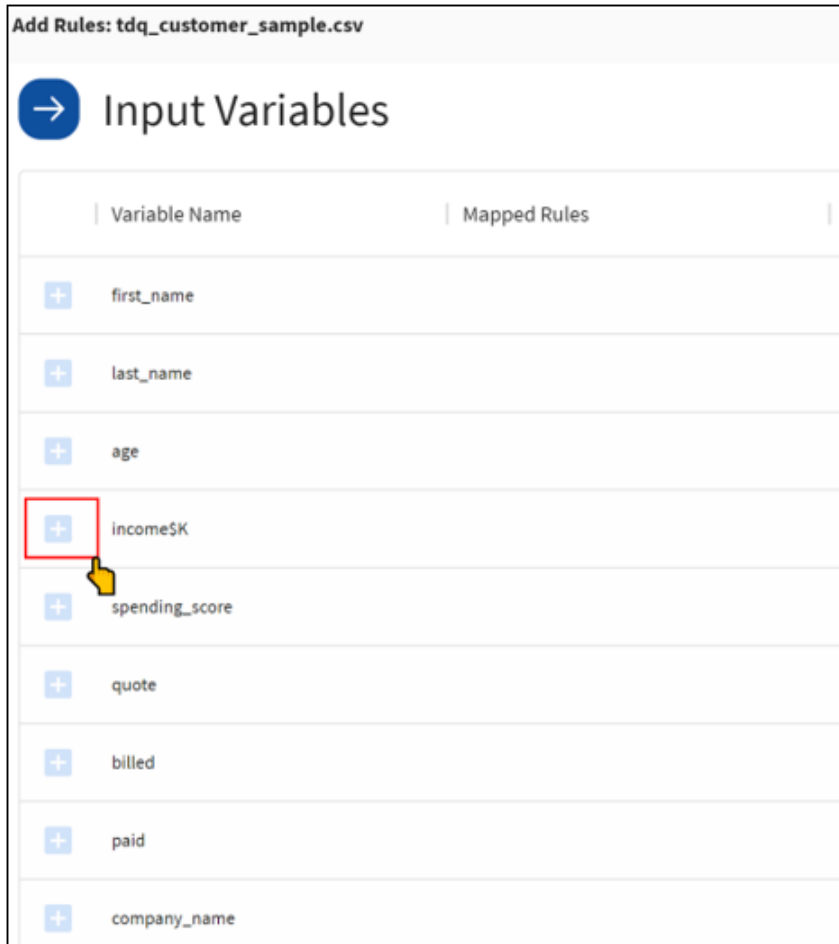 Add Rules: tdq_customer_sample.csv
Input Variables
Variable Name Mapped Rules
first_name
last_name
age
income$K
spending_score
quote
billed
paid
company_name